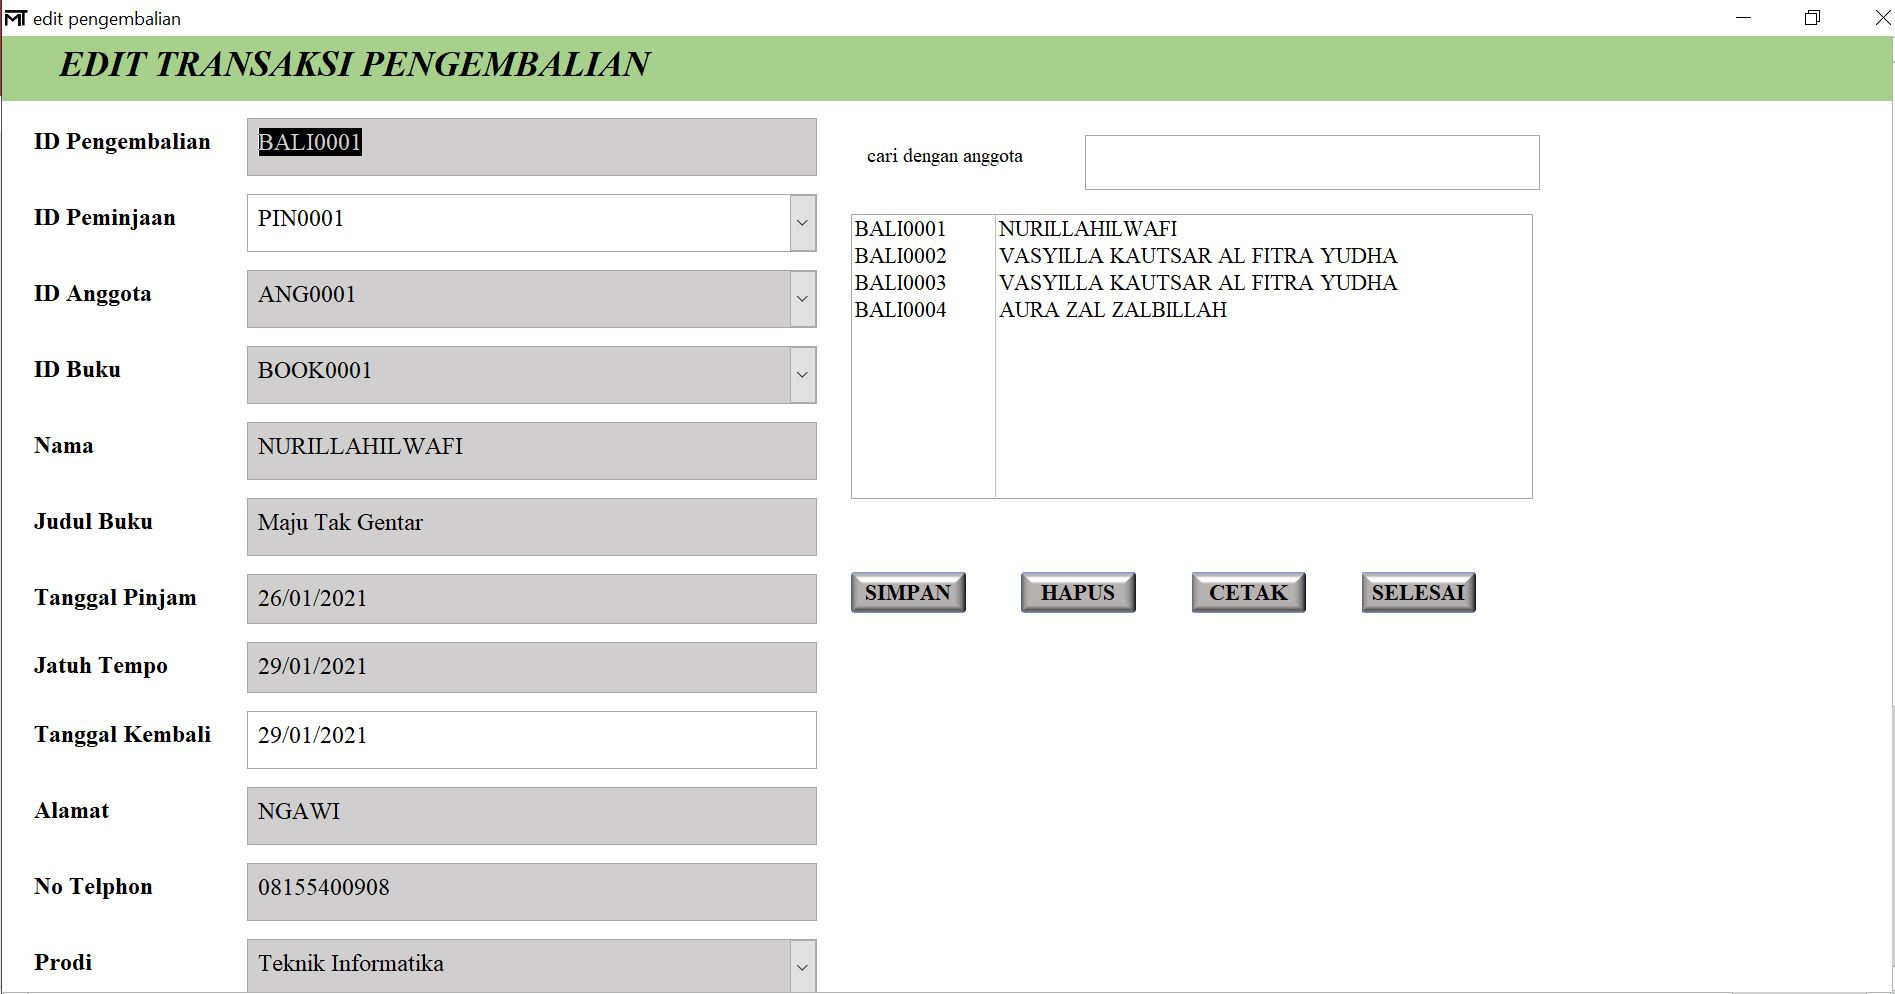 edit pengembalian
EDIT TRANSAKSI PENGEMBALIAN
ID Pengembalian BALI0001
ID Peminjaan PIN0001
ID Anggota ANG0001
ID Buku BOOK0001
Nama NURILLAHILWAFI
Judul Buku Maju Tak Gentar
Tanggal Pinjam 26/01/2021
Jatuh Tempo 29/01/2021
Tanggal Kembali 29/01/2021
Alamat NGAWI
No Telphon 08155400908
Prodi Teknik Informatika
cari dengan anggota
BALI0001 NURILLAHILWAFI
BALI0002 VASYILLA KAUTSAR AL FITRA YUDHA
BALI0003 VASYILLA KAUTSAR AL FITRA YUDHA
BALI0004 AURA ZAL ZALBILLAH
SIMPAN HAPUS CETAK SELESAI